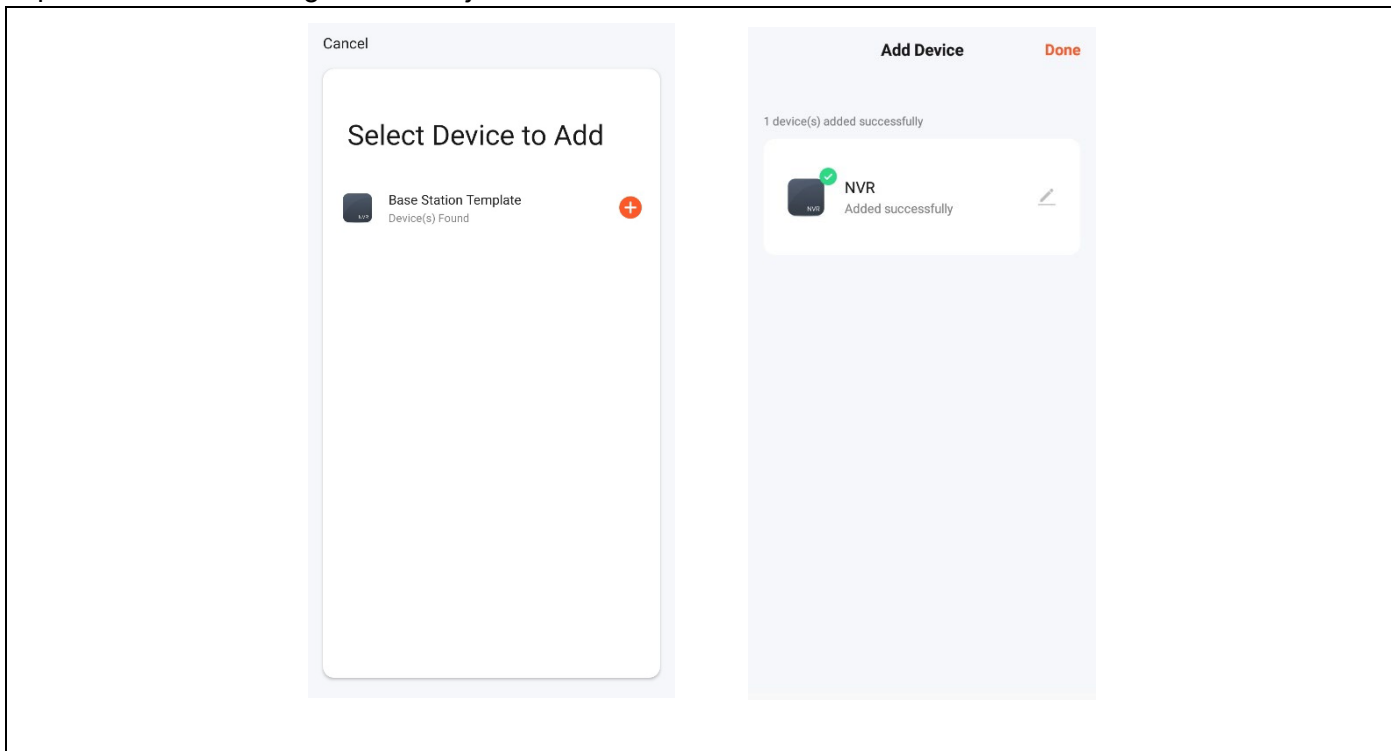 Cancel
Select Device to Add
Base Station Template
Device(s) Found
Add Device
Done
1 device(s) added successfully
NVR
NVR
Added successfully